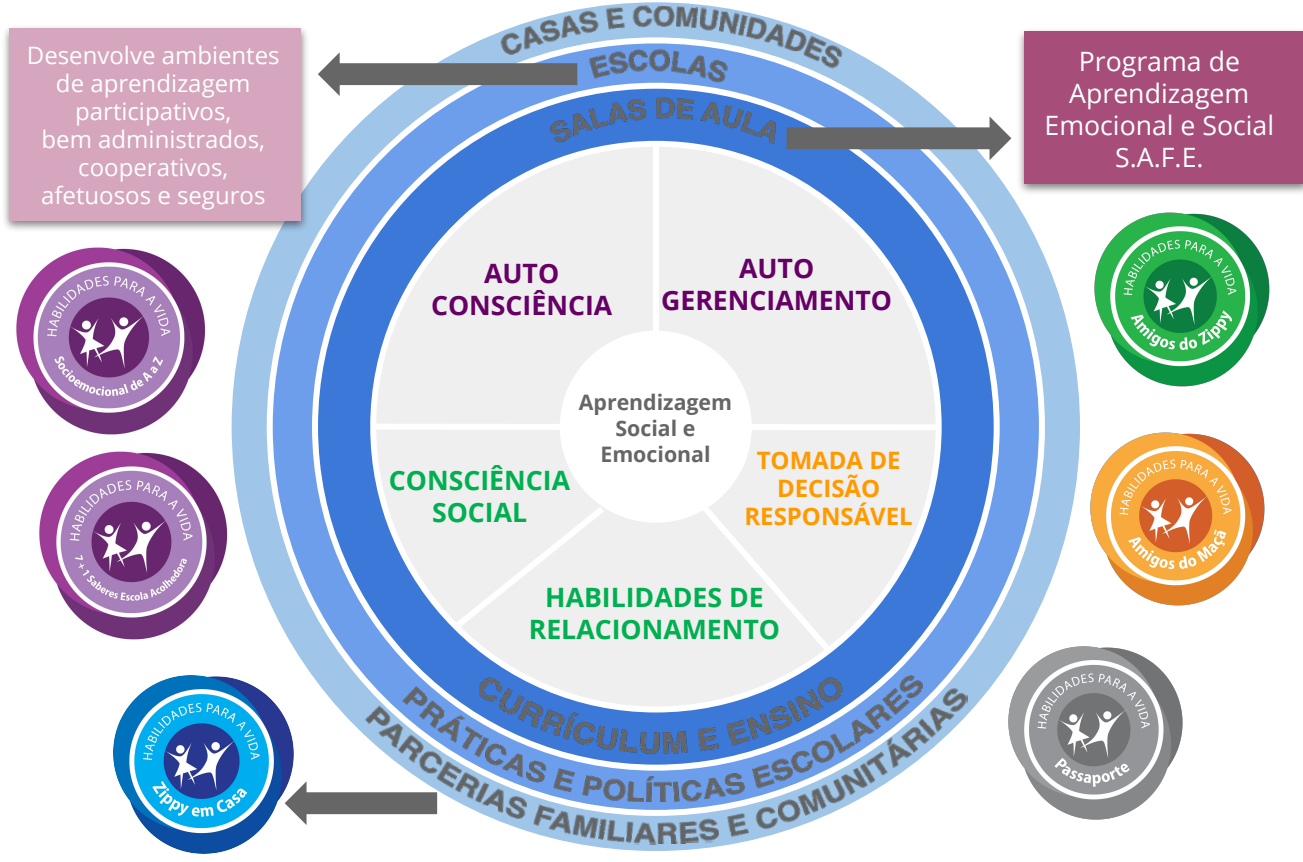 CASAS E COMUNIDADES
ESCOLAS
SALAS DE AULA
Desenvolve ambientes
de aprendizagem
participativos,
bem administrados,
cooperativos,
afetuosos e seguros
Programa de
Aprendizagem
Emocional e Social
S.A.F.E.
AUTO
CONSCIÊNCIA
AUTO
GERENCIAMENTO
Aprendizagem
Social e
Emocional
CONSCIÊNCIA
SOCIAL
TOMADA DE
DECISÃO
RESPONSÁVEL
HABILIDADES DE
RELACIONAMENTO
CURRÍCULUM E ENSINO
PRÁTICAS E POLÍTICAS ESCOLARES
PARCERIAS FAMILIARES E COMUNITÁRIAS
HABILIDADES PARA A VIDA
Socioemocional de A a Z
HABILIDADES PARA A VIDA
7 + 1 Saberes Escola Acolhedora
HABILIDADES PARA A VIDA
Zippy em Casa
HABILIDADES PARA A VIDA
Amigos do Zippy
HABILIDADES PARA A VIDA
Amigos do Maçã
HABILIDADES PARA A VIDA
Passaporte